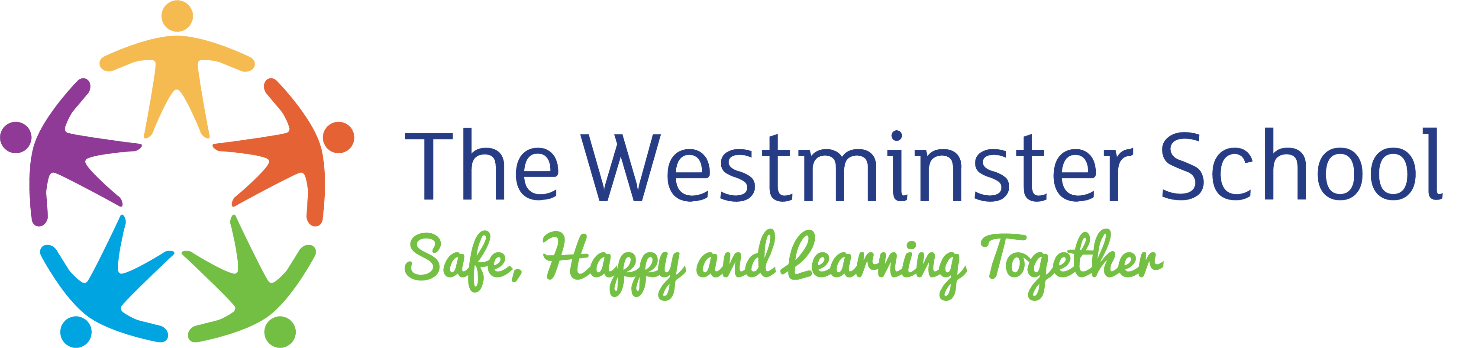 The Westminster School
Safe, Happy and Learning Together